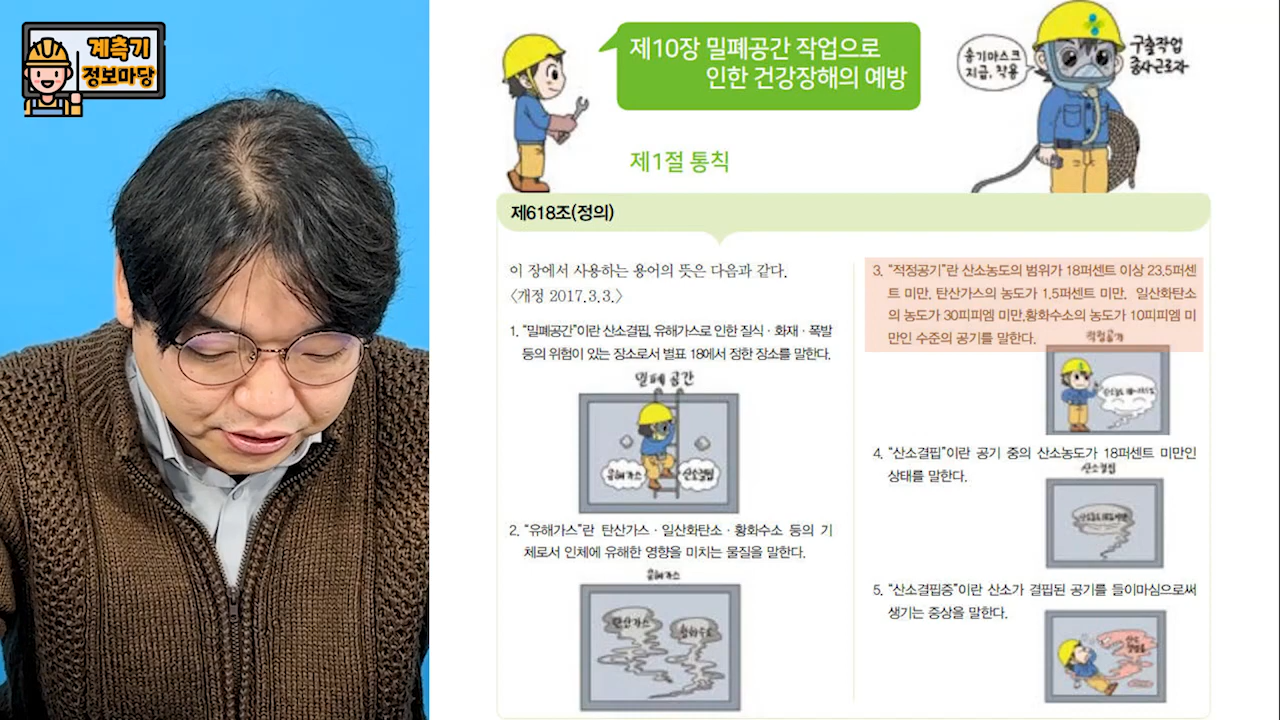 계측기
정보마당
제10장 밀폐공간 작업으로
인한 건강장해의 예방
송기마스크
지급, 착용
구출작업
종사근로자
제1절 통칙
제618조(정의)
이 장에서 사용하는 용어의 뜻은 다음과 같다.
〈개정 2017.3.3.〉
1. “밀폐공간”이란 산소결핍, 유해가스로 인한 질식 · 화재 · 폭발
등의 위험이 있는 장소로서 별표 18에서 정한 장소를 말한다.
밀폐 공간
유해가스
산소결핍
2. “유해가스”란 탄산가스 · 일산화탄소 · 황화수소 등의 기
체로서 인체에 유해한 영향을 미치는 물질을 말한다.
유해가스
탄산가스
황화수소
3. “적정공기”란 산소농도의 범위가 18퍼센트 이상 23.5퍼센
트 미만, 탄산가스의 농도가 1.5퍼센트 미만, 일산화탄소
의 농도가 30피피엠 미만,황화수소의 농도가 10피피엠 미
만인 수준의 공기를 말한다.
적정공기
4. “산소결핍”이란 공기 중의 산소농도가 18퍼센트 미만인
상태를 말한다.
산소결핍
5. “산소결핍증”이란 산소가 결핍된 공기를 들이마심으로써
생기는 증상을 말한다.